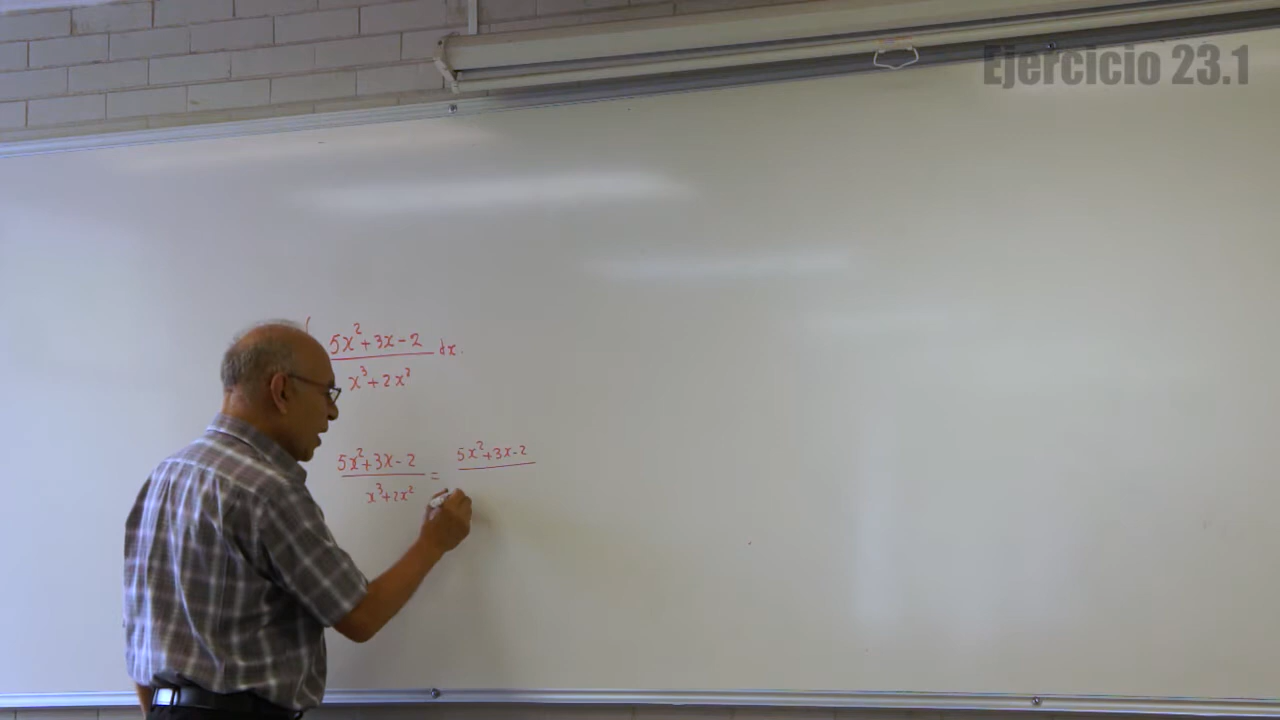 Ejercicio 23.1
∫ (5x²+3x-2)/(x³+2x²) dx.
(5x²+3x-2)/(x³+2x²) = 5x²+3x-2